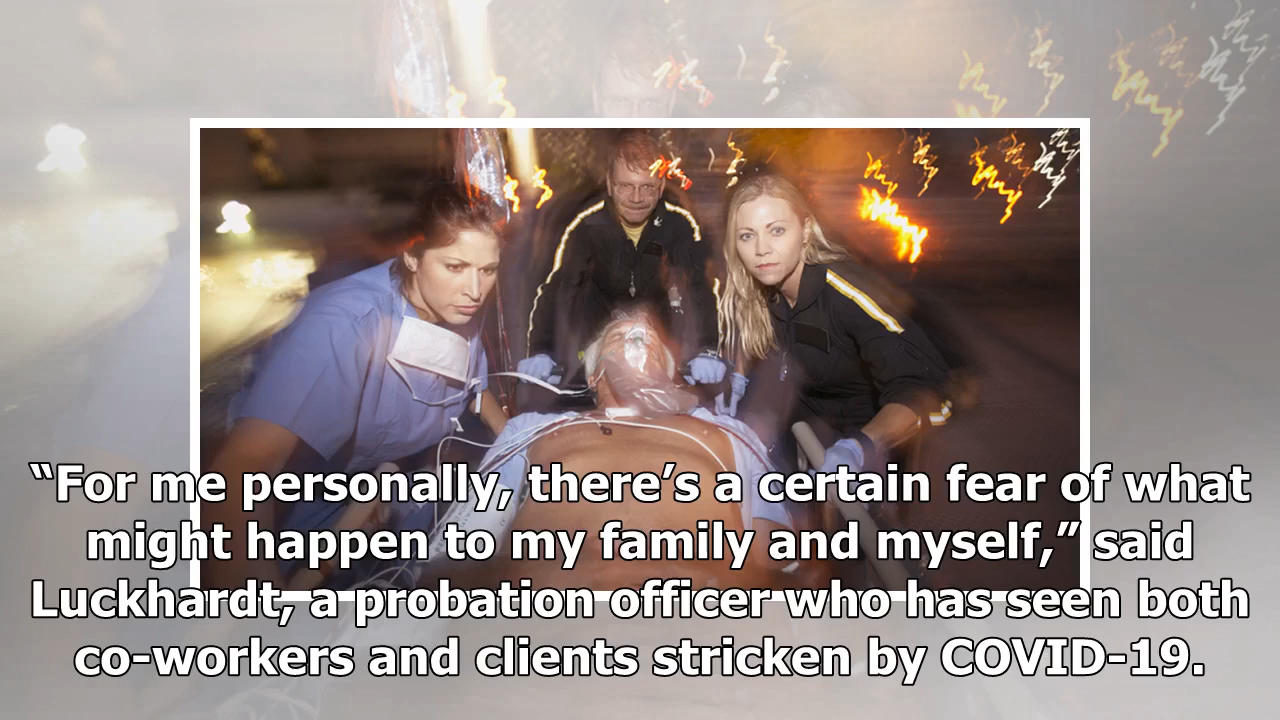 “For me personally, there’s a certain fear of what
might happen to my family and myself,” said
Luckhardt, a probation officer who has seen both
co-workers and clients stricken by COVID-19.